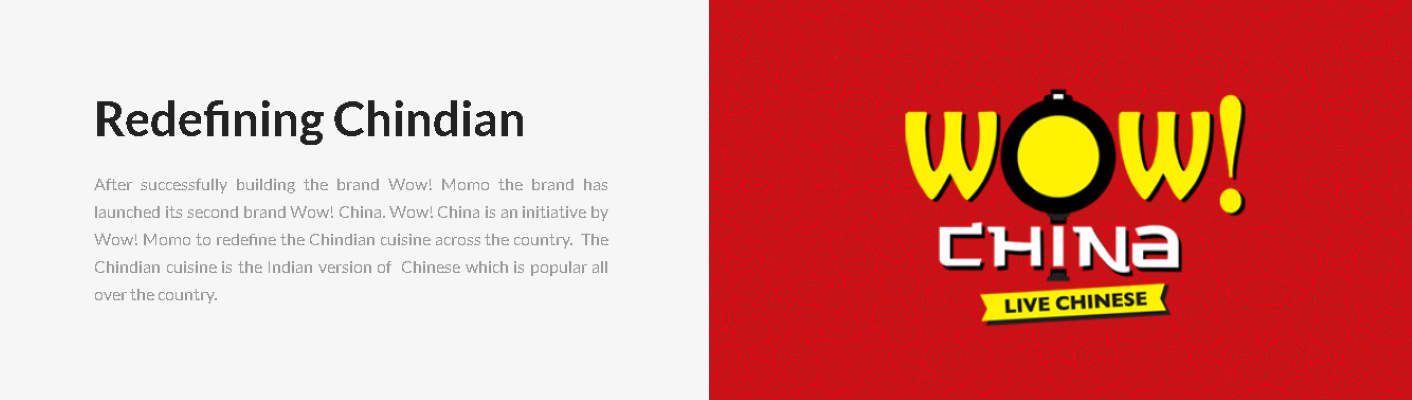 Redefining Chindian
After successfully building the brand Wow! Momo the brand has
launched its second brand Wow! China. Wow! China is an initiative by
Wow! Momo to redefine the Chindian cuisine across the country. The
Chindian cuisine is the Indian version of Chinese which is popular all
over the country.
WOW!
CHINa
LIVE CHINESE